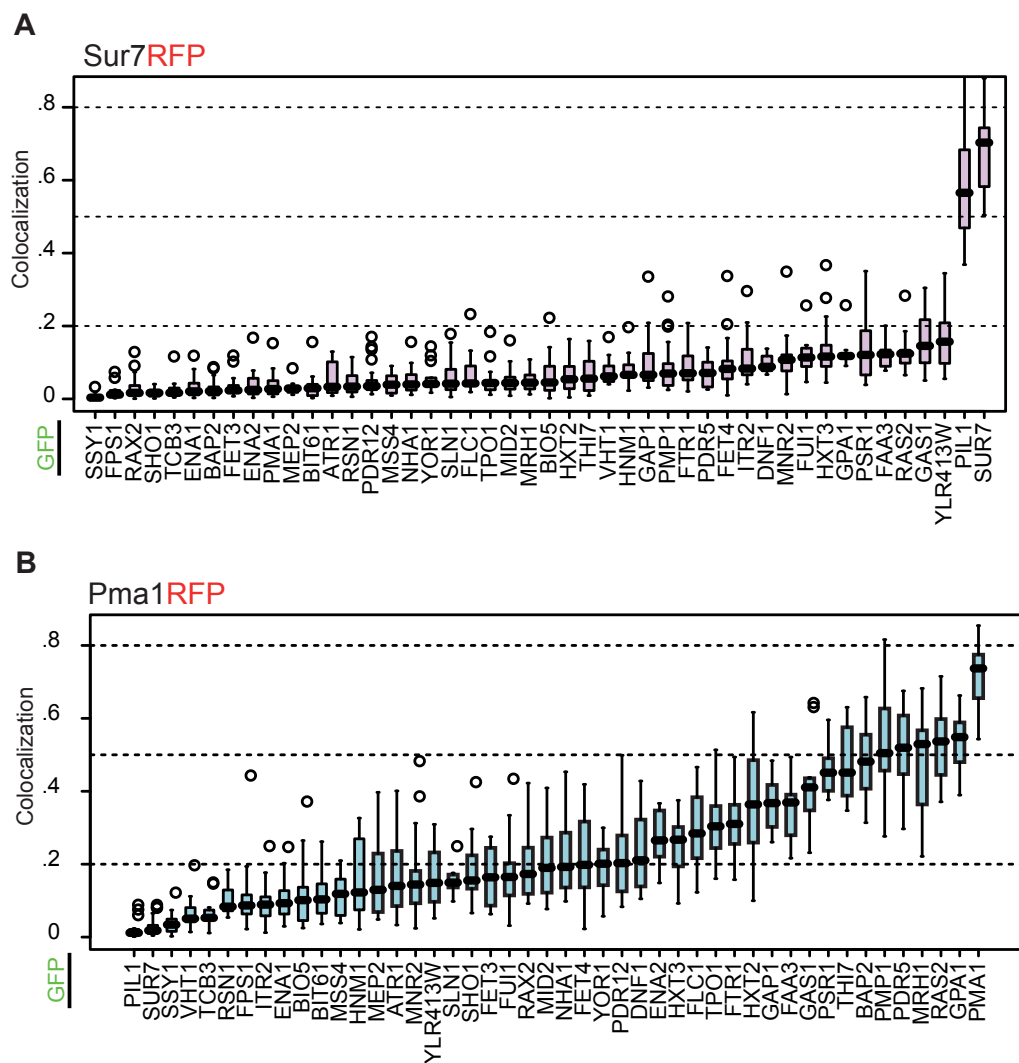 A
Sur7RFP
Colocalization
.8
.6
.4
.2
0
GFP
SSY1
FPS1
RAX2
SHO1
TCB3
ENA1
BAP2
FET3
ENA2
PMA1
MEP2
BIT61
ATR1
RSN1
PDR12
MSS4
NHA1
YOR1
SLN1
FLC1
TPO1
MID2
MRH1
BIO5
HXT2
THI7
VHT1
HNM1
GAP1
PMP1
FTR1
PDR5
FET4
ITR2
DNF1
MNR2
FUI1
HXT3
GPA1
PSR1
FAA3
RAS2
GAS1
YLR413W
PIL1
SUR7
B
Pma1RFP
Colocalization
.8
.6
.4
.2
0
GFP
PIL1
SUR7
SSY1
VHT1
TCB3
RSN1
FPS1
ITR2
ENA1
BIO5
BIT61
MSS4
HNM1
MEP2
ATR1
MNR2
YLR413W
SLN1
SHO1
FET3
FUI1
RAX2
MID2
NHA1
FET4
YOR1
PDR12
DNF1
ENA2
HXT3
TPO1
FTR1
HXT2
FLC1
GAP1
FAA3
GAS1
PSR1
THI7
BAP2
PMP1
PDR5
MRH1
RAS2
GPA1
PMA1